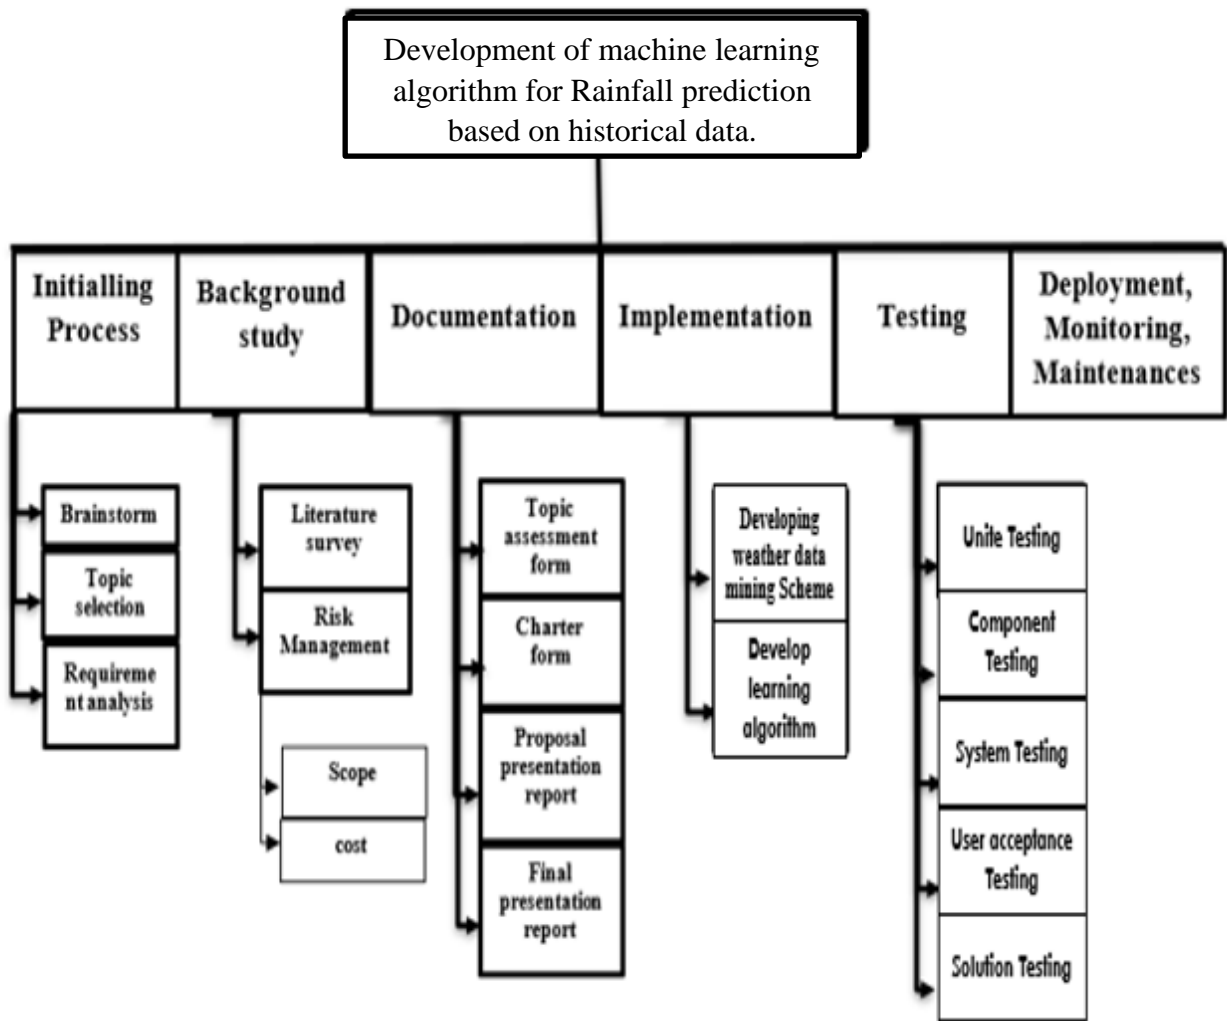 Development of machine learning
algorithm for Rainfall prediction
based on historical data.
Initialling
Process
Background
study
Documentation
Implementation
Testing
Deployment,
Monitoring,
Maintenances
Brainstorm
Topic
selection
Requireme
nt analysis
Literature
survey
Risk
Management
Scope
cost
Topic
assessment
form
Charter
form
Proposal
presentation
report
Final
presentation
report
Developing
weather data
mining Scheme
Develop
learning
algorithm
Unite Testing
Component
Testing
System Testing
User acceptance
Testing
Solution Testing